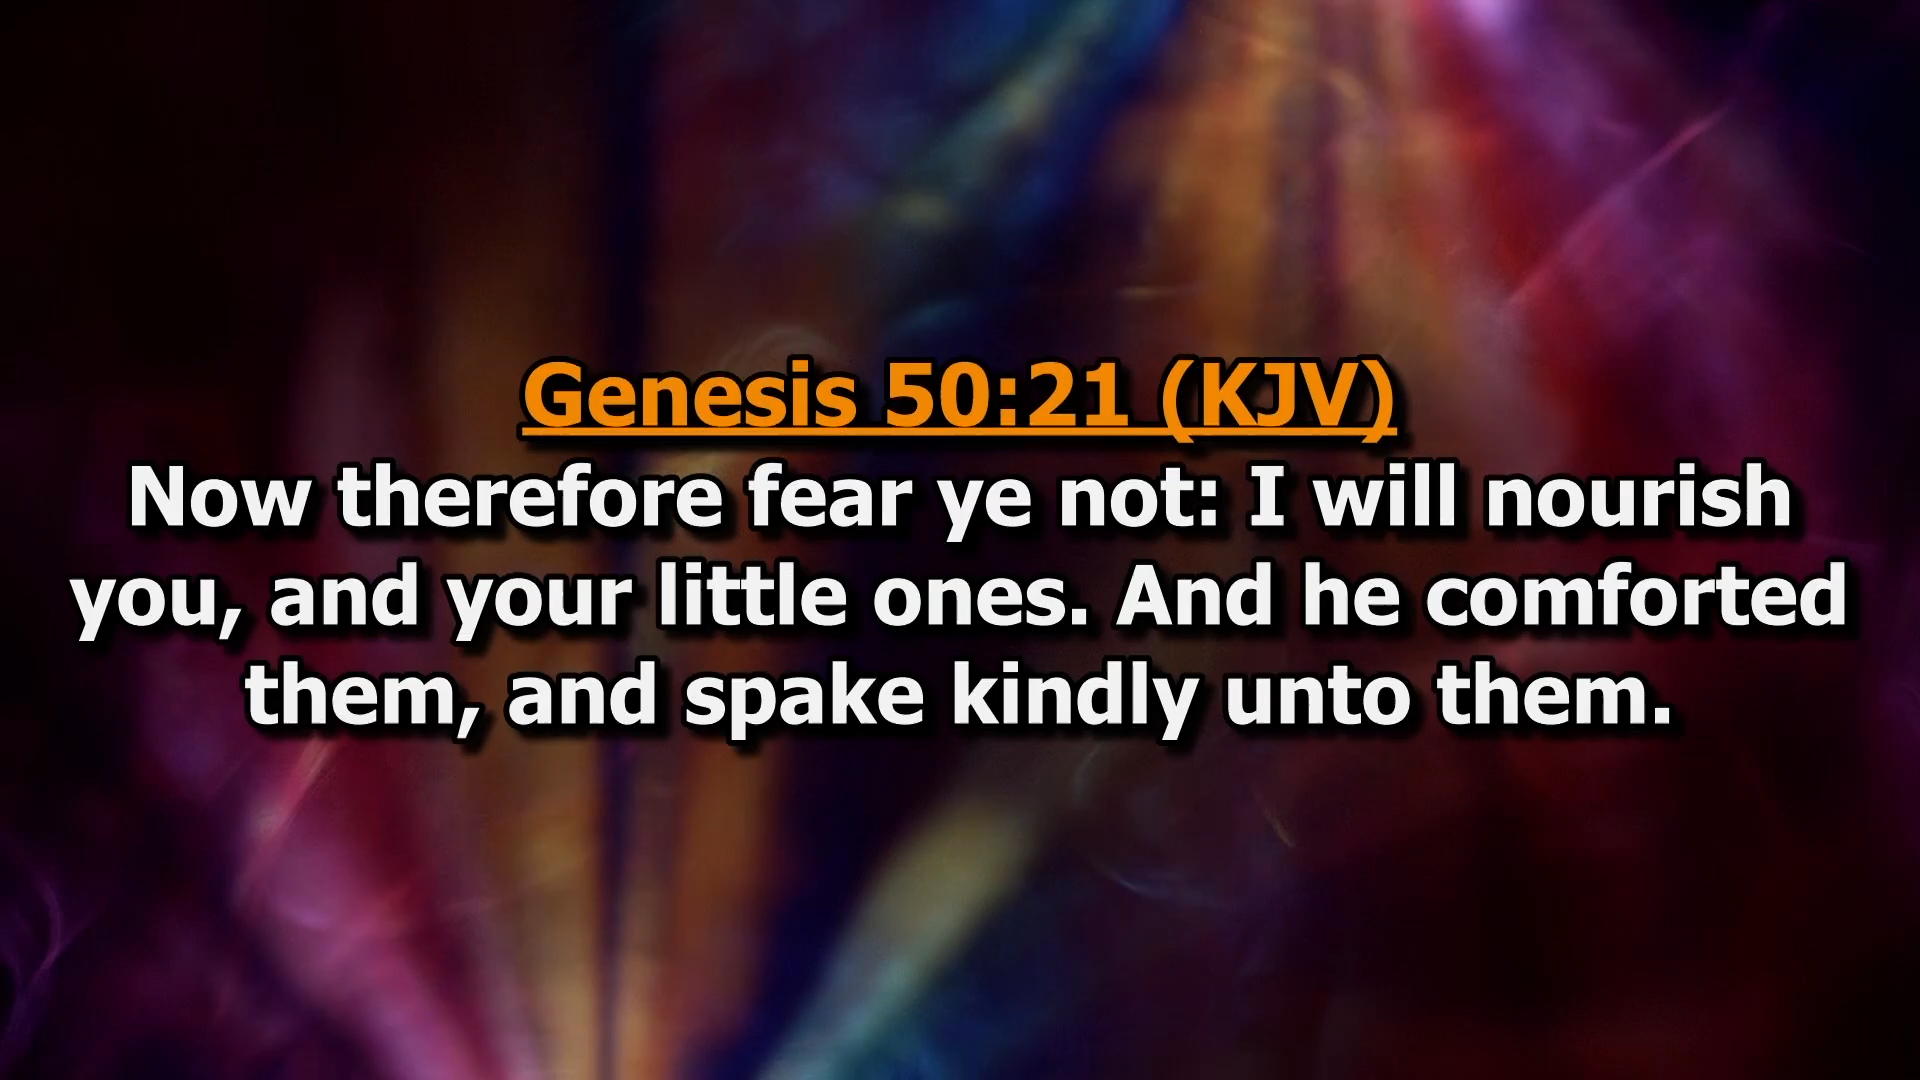 Genesis 50:21 (KJV)
Now therefore fear ye not: I will nourish
you, and your little ones. And he comforted
them, and spake kindly unto them.